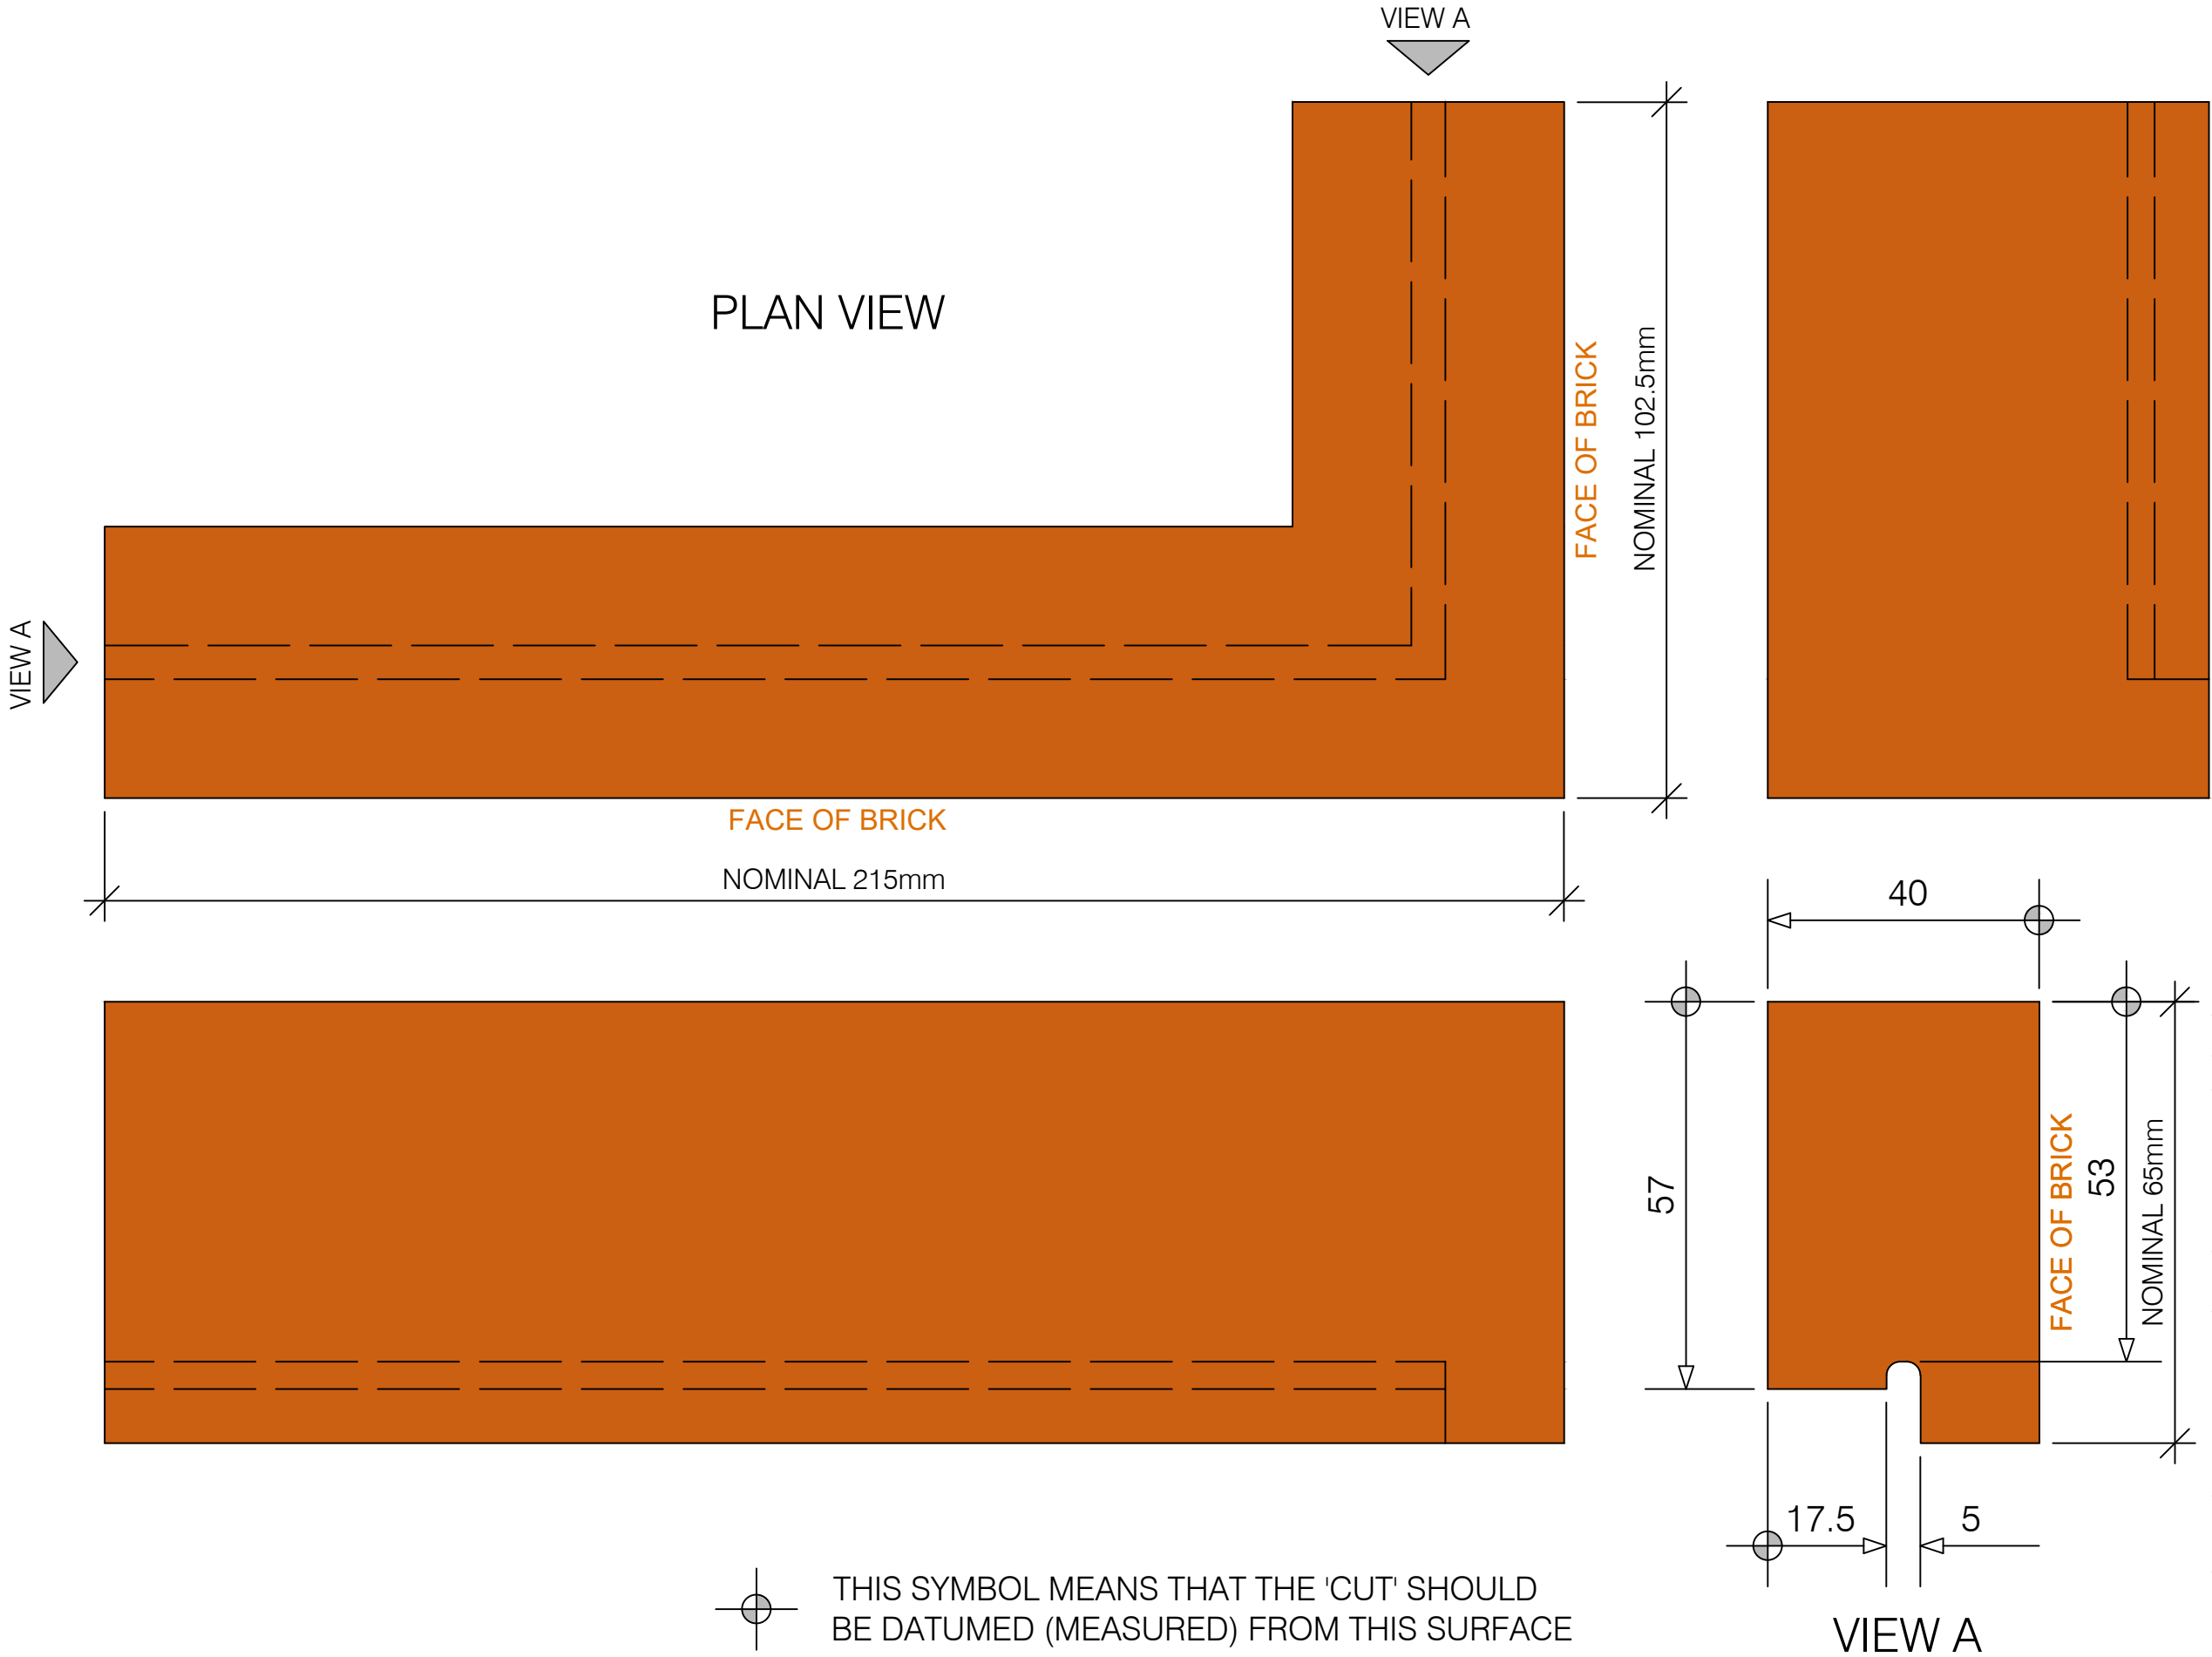 VIEW A
PLAN VIEW
FACE OF BRICK
NOMINAL 102.5mm
VIEW A
FACE OF BRICK
NOMINAL 215mm
40
57
FACE OF BRICK
53
NOMINAL 65mm
17.5
5
THIS SYMBOL MEANS THAT THE 'CUT' SHOULD
BE DATUMED (MEASURED) FROM THIS SURFACE
VIEW A